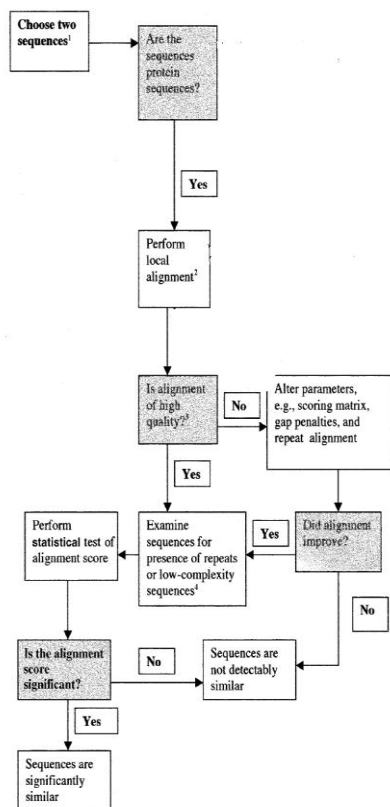 Choose two
sequences1
Are the
sequences
protein
sequences?
Yes
Perform
local
alignment2
Is alignment
of high
quality?3
No
Alter parameters,
e.g., scoring matrix,
gap penalties, and
repeat alignment
Yes
Did alignment
improve?
Yes
Examine
sequences for
presence of repeats
or low-complexity
sequences4
Perform
statistical test of
alignment score
No
Is the alignment
score
significant?
No
Sequences are
not detectably
similar
Yes
Sequences are
significantly
similar